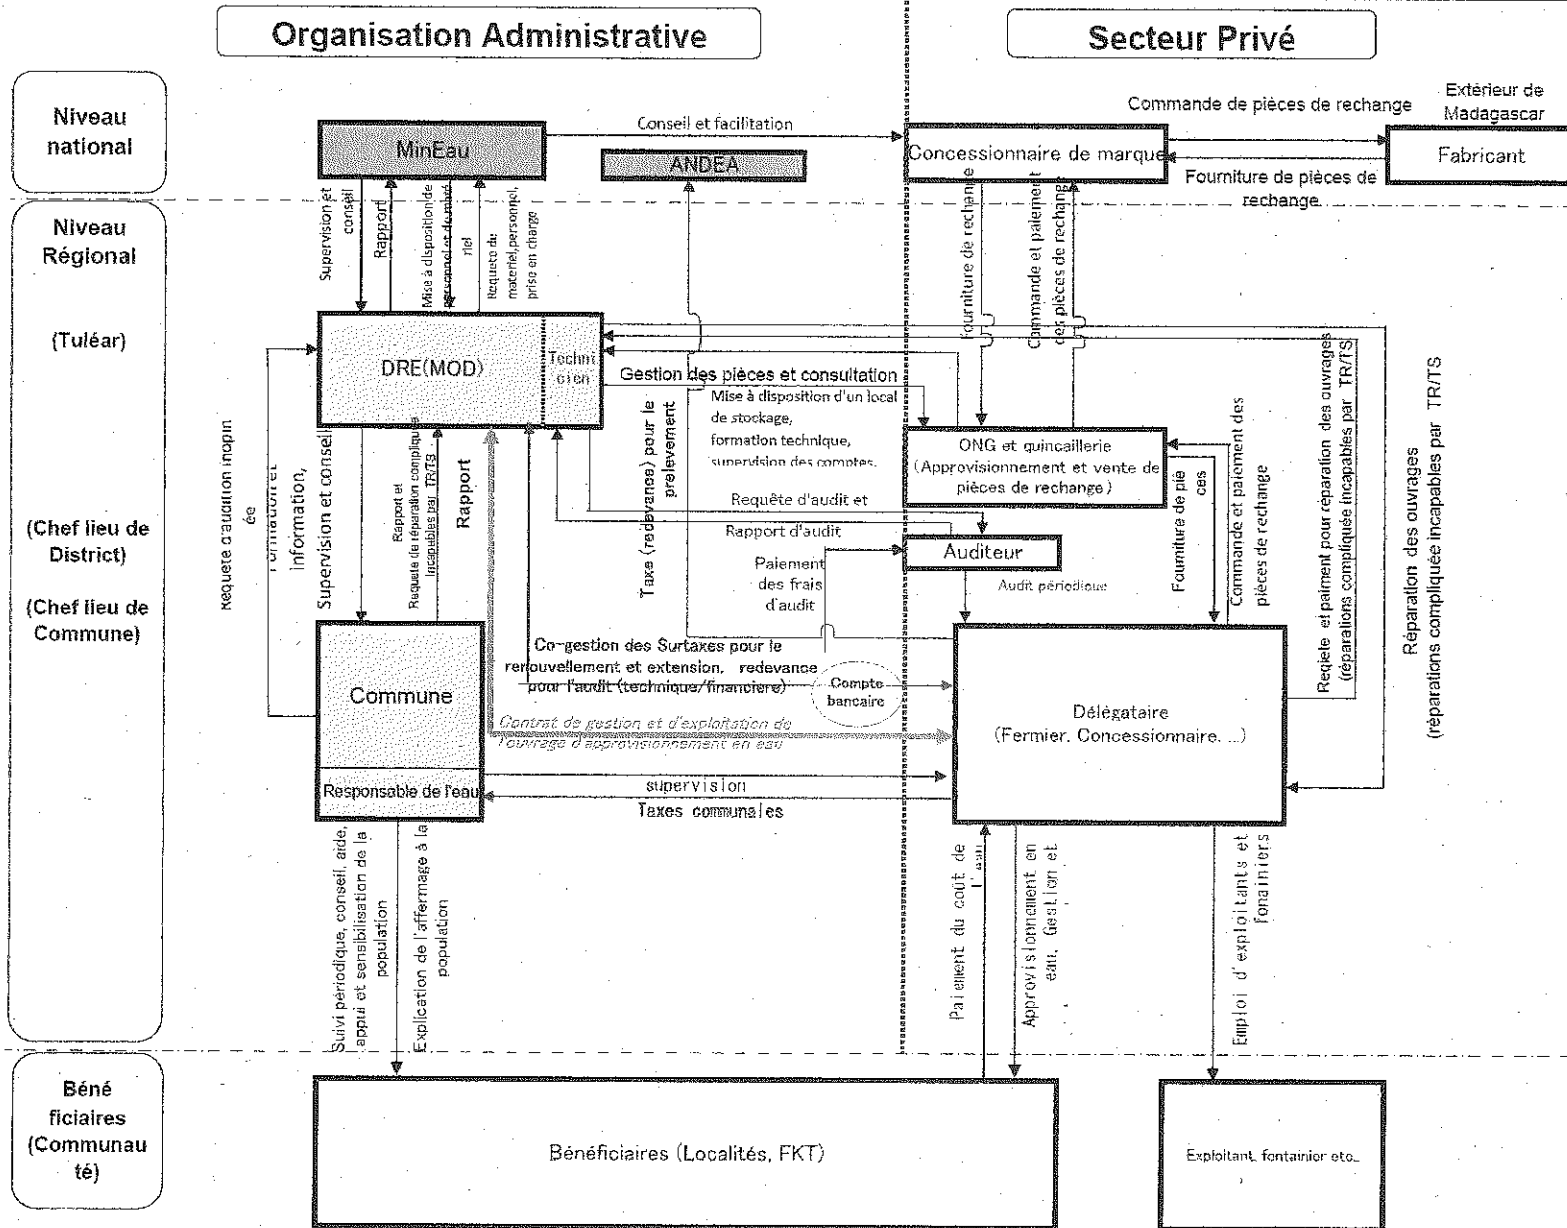 Organisation Administrative
Secteur Privé
Niveau
national
MinEau
Conseil et facilitation
ANDEA
Concessionnaire de marque
Commande de pièces de rechange
Extérieur de
Madagascar
Fabricant
Fourniture de pièces de
rechange
Niveau
Régional
(Tuléar)
(Chef lieu de
District)
(Chef lieu de
Commune)
Supervision et
conseil
Rapport
Mise à disposition de
personnel et de maté
riel
Requete du
materiel,personnel,
prise en charge
Fourniture de rechange
Commande et paiement
des pièces de rechange
DRE(MOD)
Techni
cien
Gestion des pièces et consultation
Mise à disposition d'un local
de stockage,
formation technique,
supervision des comptes.
ONG et quincaillerie
(Approvisionnement et vente de
pièces de rechange)
Requete d'audition inopin
ée
Information,
Supervision et conseil
Rapport et
Requête de réparation compliquée
incapables par TR/TS
Rapport
Taxe (redevance) pour le
prelevement
Requête d'audit et
Rapport d'audit
Auditeur
Paiement
des frais
d'audit
Audit périodique
Fourniture de piè
ces
Commande et paiement des
pièces de rechange
Reqiete et paiment pour réparation des ouvrages
(réparations compliquée incapables par TR/TS)
Réparation des ouvrages
(réparations compliquée incapables par TR/TS)
Commune
Responsable de l'eau
Co-gestion des Surtaxes pour le
renouvellement et extension, redevance
pour l'audit (technique/financiere)
Compte
bancaire
Contrat de gestion et d'exploitation de
l'ouvrage d'approvisionnement en eau
Délégataire
(Fermier. Concessionnaire. ...)
supervision
Taxes communales
Suivi périodique, conseil, aide,
appui et sensibilisation de la
population
Explication de l'affermage à la
population
Paiement du coût de
l'eau
Approvisionnement en
eau. Gestion et
Emploi d'exploitants et
fonainiers
Béné
ficiaires
(Communau
té)
Bénéficiaires (Localités, FKT)
Exploitant, fontainier etc..